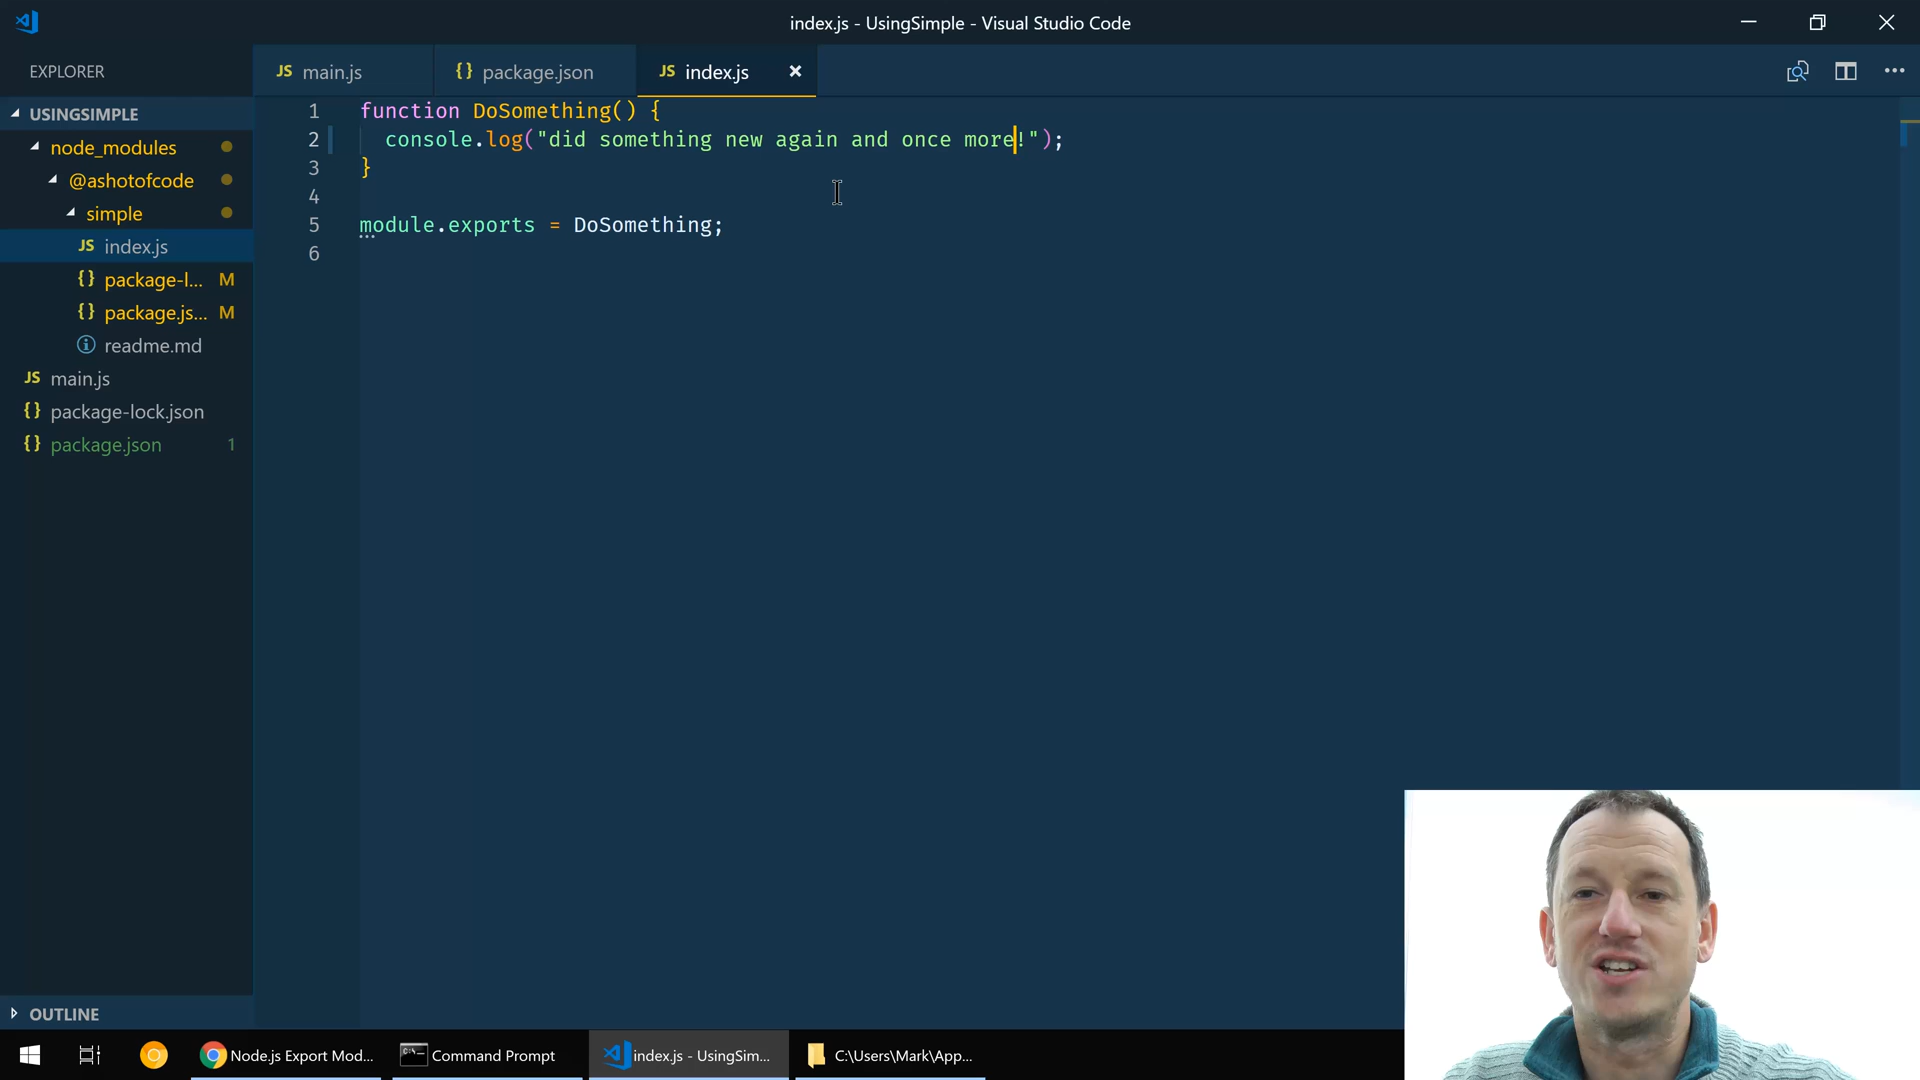 index.js - UsingSimple - Visual Studio Code
EXPLORER
JS main.js
{} package.json
JS index.js
USINGSIMPLE
node_modules
@ashotofcode
simple
JS index.js
{} package-l... M
{} package.js... M
readme.md
JS main.js
{} package-lock.json
{} package.json 1
OUTLINE
1 function DoSomething() {
2 console.log("did something new again and once more!");
3 }
4
5 module.exports = DoSomething;
6
Node.js Export Mod...
Command Prompt
index.js - UsingSim...
C:\Users\Mark\App...